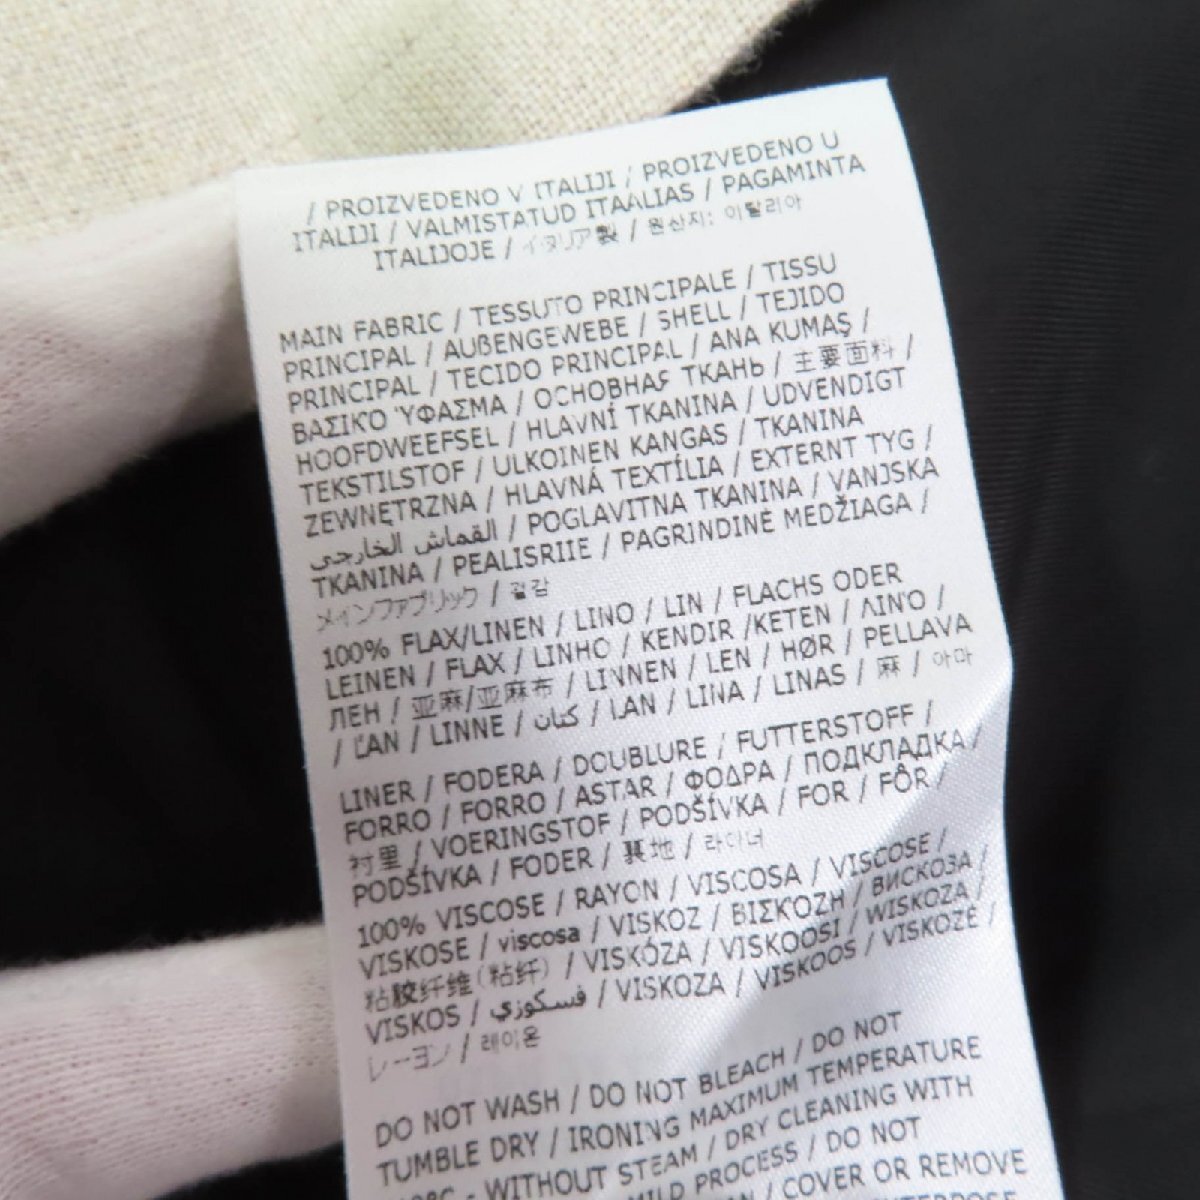 / PROIZVEDENO V ITALIJI / PROIZVEDENO U
ITALIJI / VALMISTATUD ITAALIAS / PAGAMINTA
ITALIJOJE / イタリア製 / 원산지: 이탈리아
MAIN FABRIC / TESSUTO PRINCIPALE / TISSU
PRINCIPAL / AUßENGEWEBE / SHELL / TEJIDO
PRINCIPAL / TECIDO PRINCIPAL / ANA KUMAŞ /
ΒΑΣΙΚΟ ΎΦΑΣΜΑ / ОСНОВНАЯ ТКАНЬ / 主要面料 /
HOOFDWEEFSEL / HLAVNÍ TKANINA / UDVENDIGT
TEKSTILSTOF / ULKOINEN KANGAS / TKANINA
ZEWNĘTRZNA / HLAVNÁ TEXTÍLIA / EXTERNT TYG /
القماش الخارجي / POGLAVITNA TKANINA / VANJSKA
TKANINA / PEALISRIIE / PAGRINDINĖ MEDŽIAGA /
メインファブリック / 겉감
100% FLAX/LINEN / LINO / LIN / FLACHS ODER
LEINEN / FLAX / LINHO / KENDIR /KETEN / ΛΙΝΌ /
ЛЕН / 亚麻/亚麻布 / LINNEN / LEN / HØR / PELLAVA
/ ĽAN / LINNE / كتان / LAN / LINA / LINAS / 麻 / 아마
LINER / FODERA / DOUBLURE / FUTTERSTOFF /
FORRO / FORRO / ASTAR / ΦΟΔΡΑ / ПОДКЛАДКА /
衬里 / VOERINGSTOF / PODŠÍVKA / FOR / FÔR /
PODŠÍVKA / FODER / 裏地 / 라이너
100% VISCOSE / RAYON / VISCOSA / VISCOSE /
VISKOSE / viscosa / VISKOZ / ΒΙΣΚΟΖΗ / ВИСКОЗА /
粘胶纤维(粘纤) / VISKÓZA / VISKOOSI / WISKOZA /
VISKOS / فسكوزي / VISKOZA / VISKOOS / VISKOZĖ /
レーヨン / 레이온
DO NOT WASH / DO NOT BLEACH / DO NOT
TUMBLE DRY / IRONING MAXIMUM TEMPERATURE
- WITHOUT STEAM / DRY CLEANING WITH
MILD PROCESS / DO NOT
/ COVER OR REMOVE